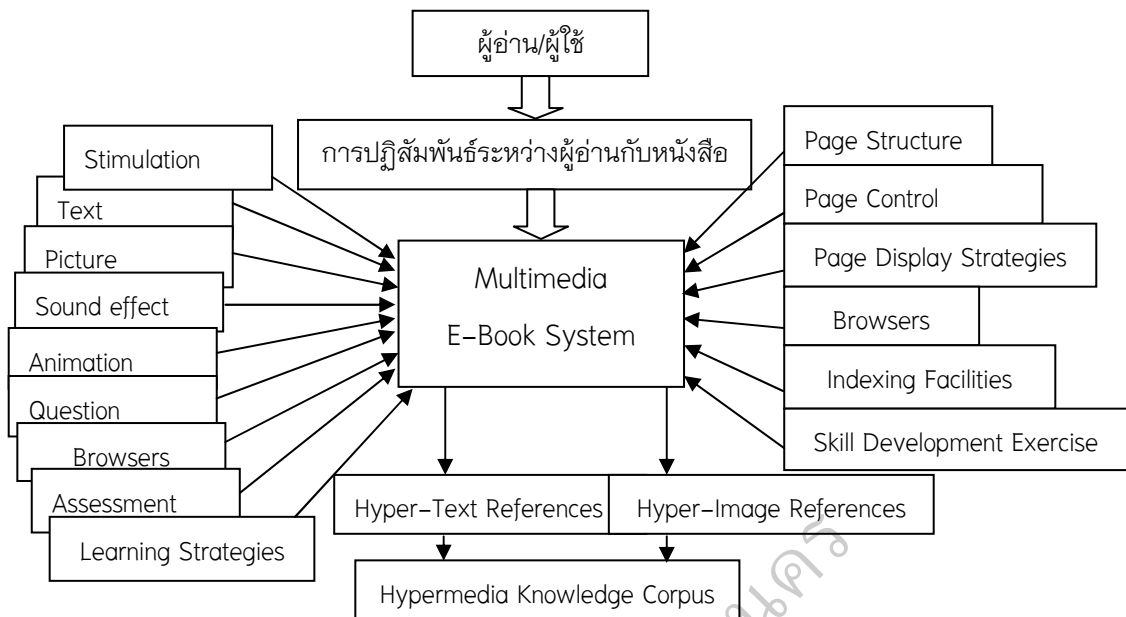 ผู้อ่าน/ผู้ใช้
การปฏิสัมพันธ์ระหว่างผู้อ่านกับหนังสือ
Stimulation
Text
Picture
Sound effect
Animation
Question
Browsers
Assessment
Learning Strategies
Multimedia
E-Book System
Page Structure
Page Control
Page Display Strategies
Browsers
Indexing Facilities
Skill Development Exercise
Hyper-Text References
Hyper-Image References
Hypermedia Knowledge Corpus